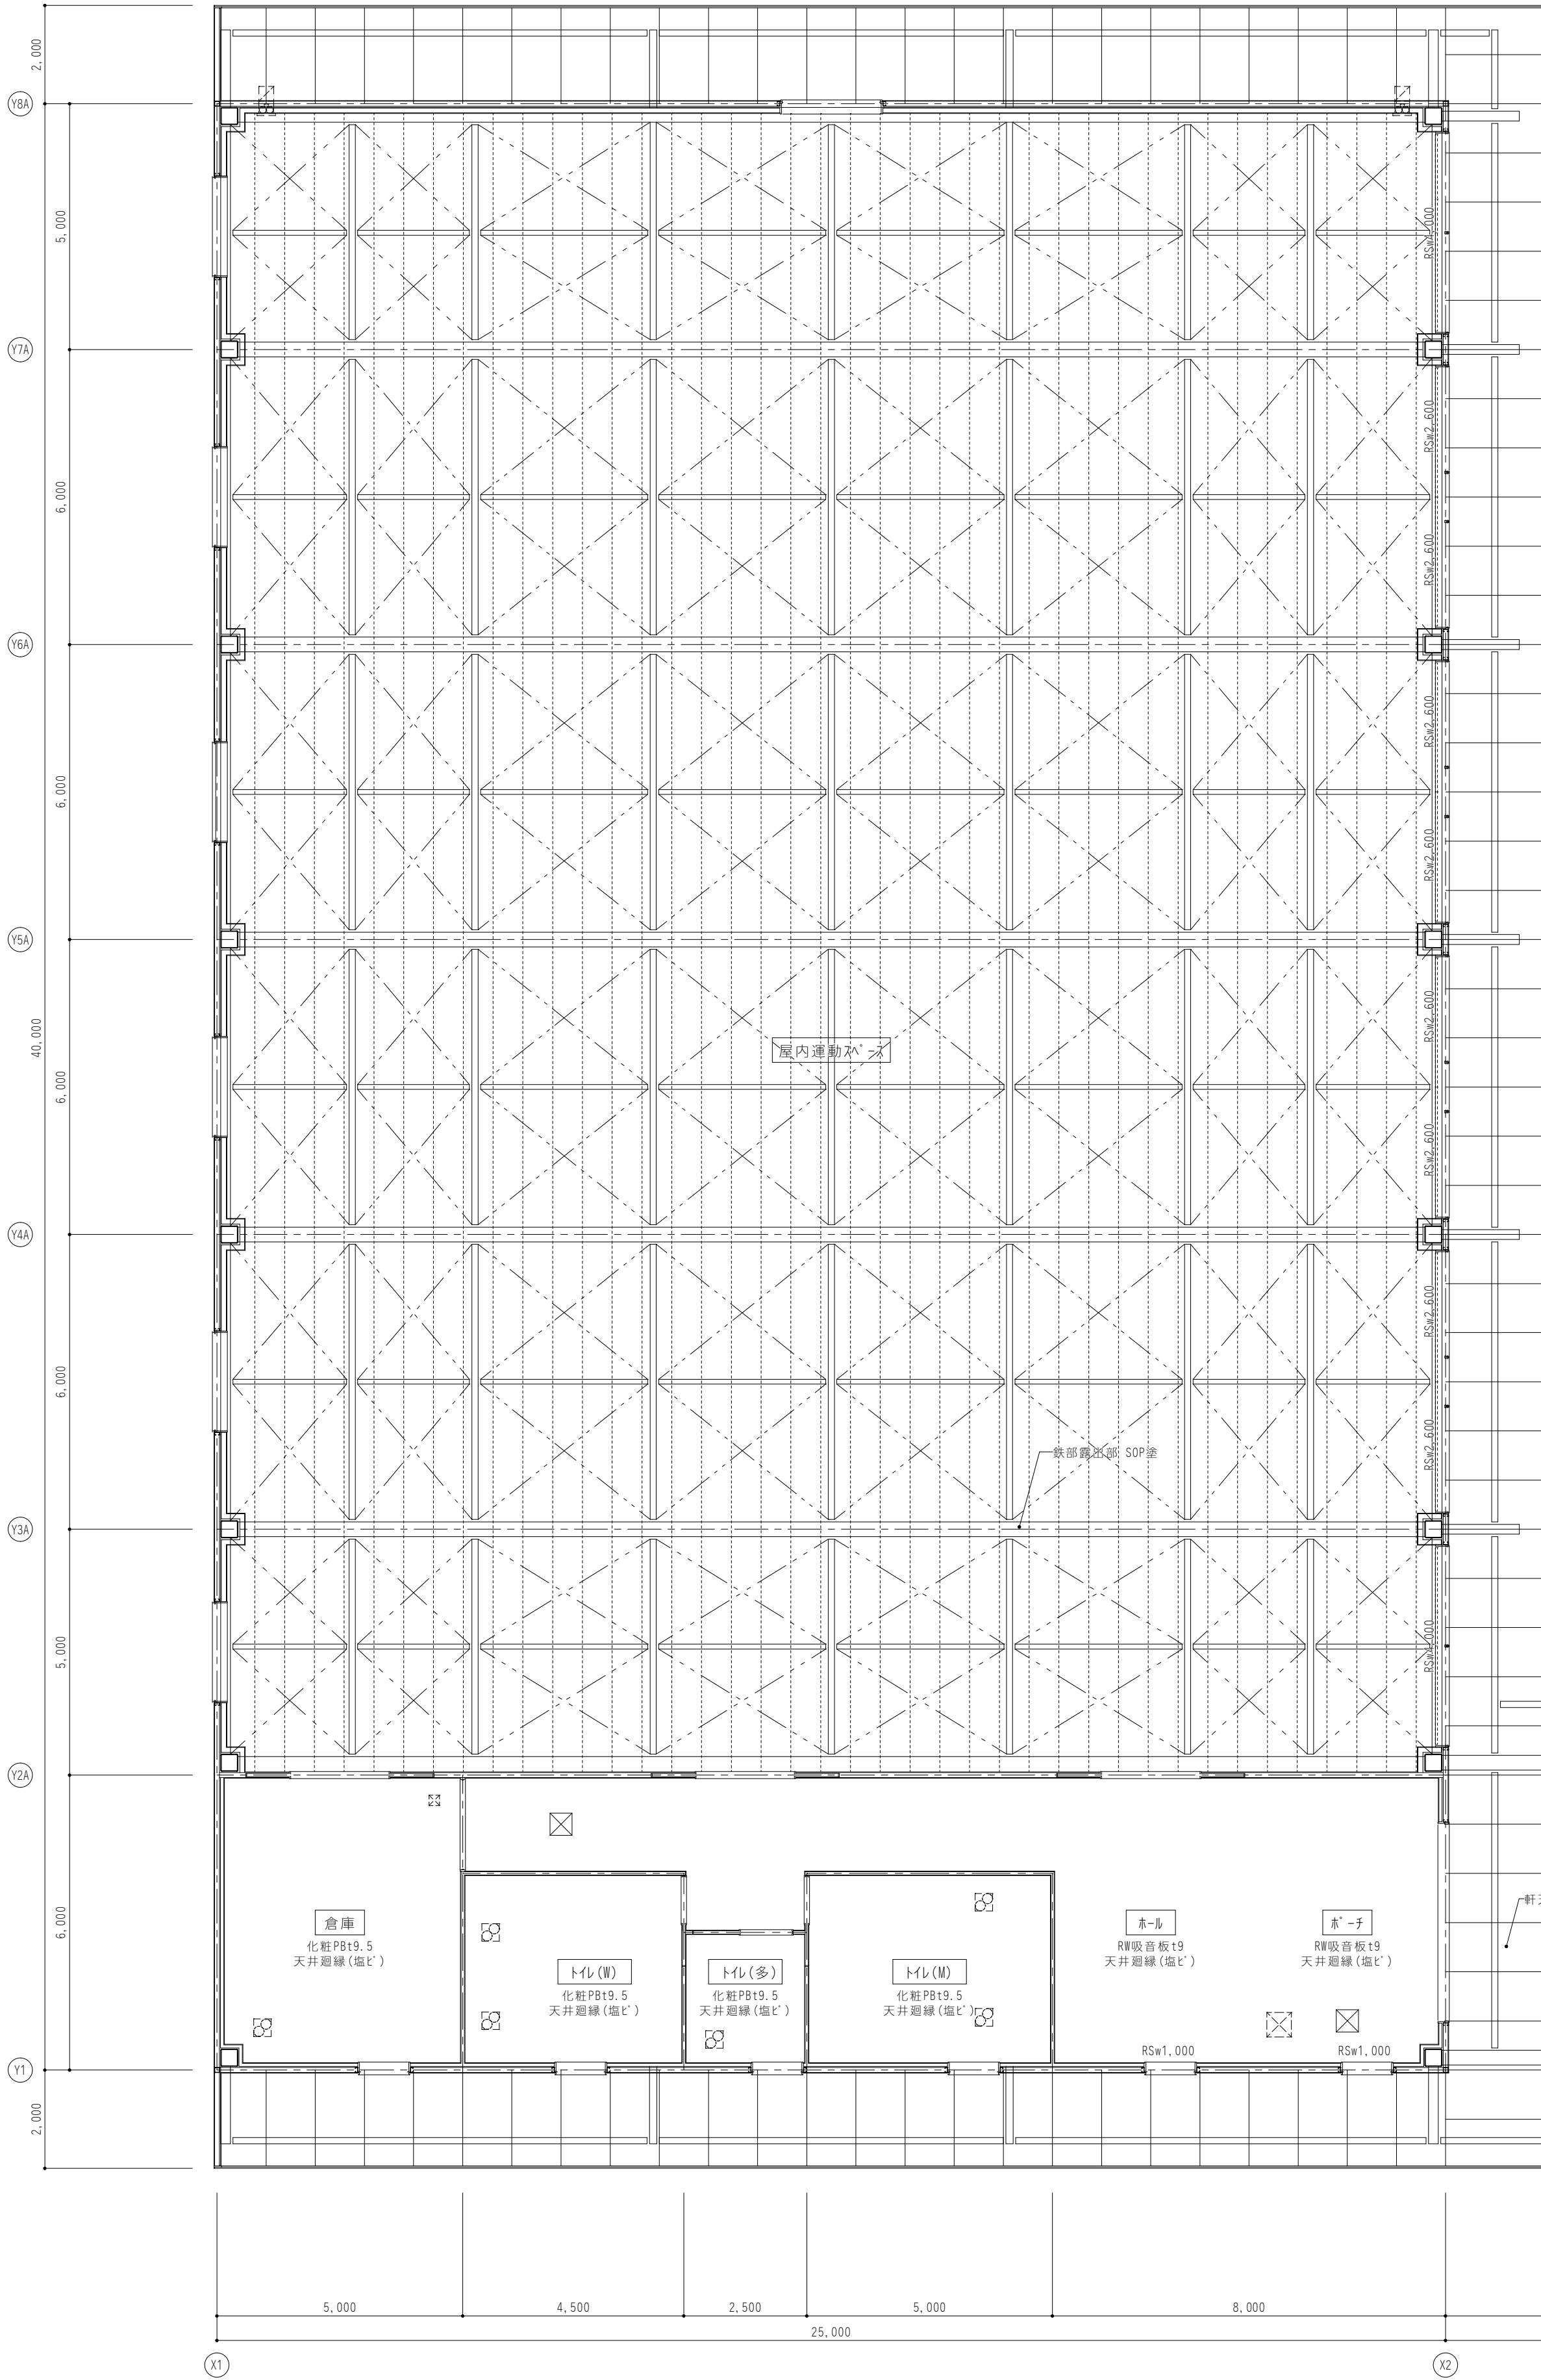 2,000
Y8A
5,000
RSw4,000
Y7A
RSw2,600
6,000
RSw2,600
Y6A
RSw2,600
6,000
RSw2,600
Y5A
RSw2,600
40,000
屋内運動ｽﾍﾟｰｽ
6,000
RSw2,600
Y4A
RSw2,600
6,000
鉄部露出部 SOP塗
RSw2,600
Y3A
5,000
RSw4,000
Y2A
6,000
軒天
倉庫
化粧PBt9.5
天井廻縁(塩ﾋﾞ)
ﾎｰﾙ
RW吸音板t9
天井廻縁(塩ﾋﾞ)
ﾎﾟｰﾁ
RW吸音板t9
天井廻縁(塩ﾋﾞ)
ﾄｲﾚ(W)
化粧PBt9.5
天井廻縁(塩ﾋﾞ)
ﾄｲﾚ(多)
化粧PBt9.5
天井廻縁(塩ﾋﾞ)
ﾄｲﾚ(M)
化粧PBt9.5
天井廻縁(塩ﾋﾞ)
RSw1,000
RSw1,000
Y1
2,000
5,000
4,500
2,500
5,000
8,000
25,000
X1
X2